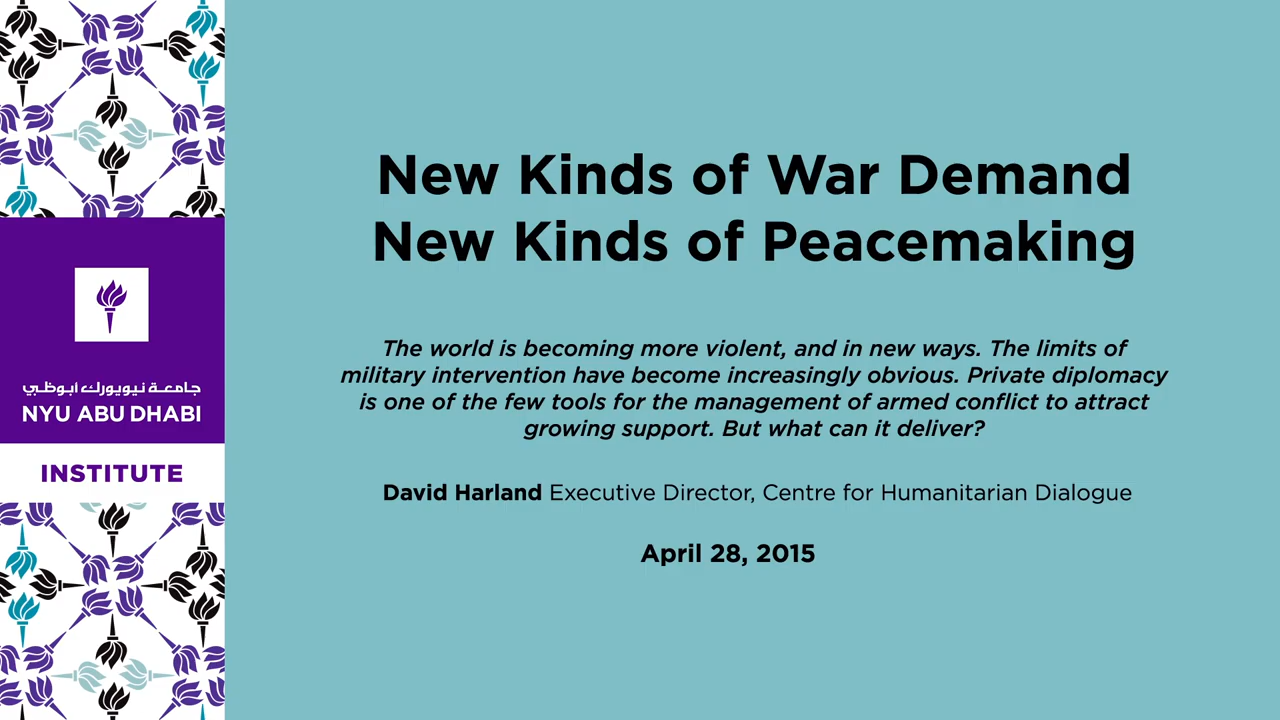 جامعـة نيويورك أبوظـبي
NYU ABU DHABI
INSTITUTE
New Kinds of War Demand
New Kinds of Peacemaking
The world is becoming more violent, and in new ways. The limits of
military intervention have become increasingly obvious. Private diplomacy
is one of the few tools for the management of armed conflict to attract
growing support. But what can it deliver?
David Harland Executive Director, Centre for Humanitarian Dialogue
April 28, 2015